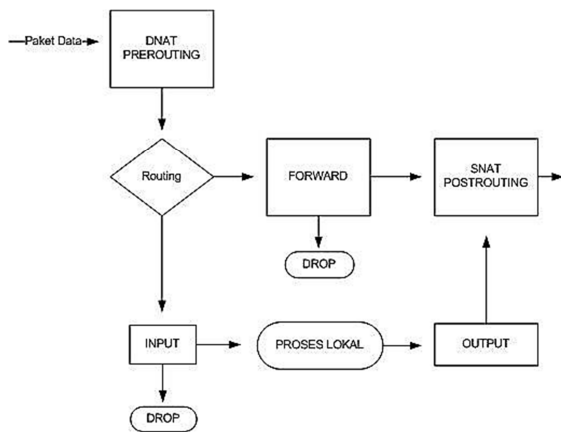 Paket Data
DNAT
PREROUTING
Routing
FORWARD
SNAT
POSTROUTING
DROP
INPUT
PROSES LOKAL
OUTPUT
DROP